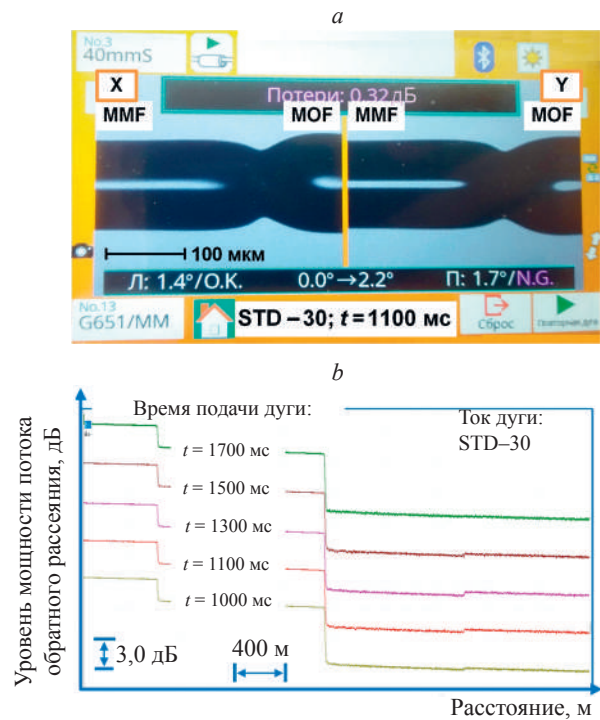 a
No.3
40mmS
X
Y
Потери: 0.32 дБ
MMF MOF MMF MOF
100 мкм
Л: 1.4°/O.K. 0.0°→2.2° П: 1.7°/N.G.
No.13
G651/MM
STD – 30; t = 1100 мс
Сброс
b
Время подачи дуги:
Ток дуги:
STD–30
t = 1700 мс
t = 1500 мс
t = 1300 мс
t = 1100 мс
t = 1000 мс
Уровень мощности потока
обратного рассеяния, дБ
3,0 дБ
400 м
Расстояние, м